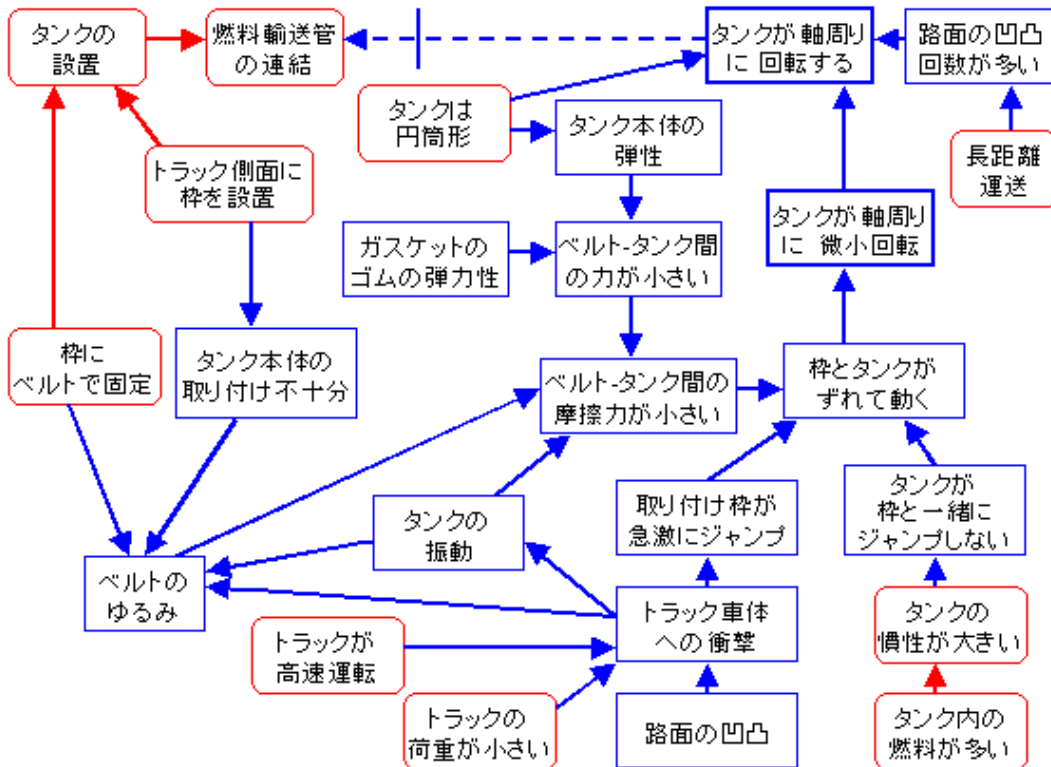 タンクの
設置
燃料輸送管
の連結
タンクが軸周り
に 回転する
路面の凹凸
回数が多い
タンクは
円筒形
タンク本体の
弾性
長距離
運送
トラック側面に
枠を設置
タンクが軸周り
に 微小回転
ガスケットの
ゴムの弾力性
ベルト-タンク間
の力が小さい
枠に
ベルトで固定
タンク本体の
取り付け不十分
ベルト-タンク間の
摩擦力が小さい
枠とタンクが
ずれて動く
タンクの
振動
取り付け枠が
急激にジャンプ
タンクが
枠と一緒に
ジャンプしない
ベルトの
ゆるみ
トラックが
高速運転
トラック車体
への衝撃
タンクの
慣性が大きい
トラックの
荷重が小さい
路面の凹凸
タンク内の
燃料が多い